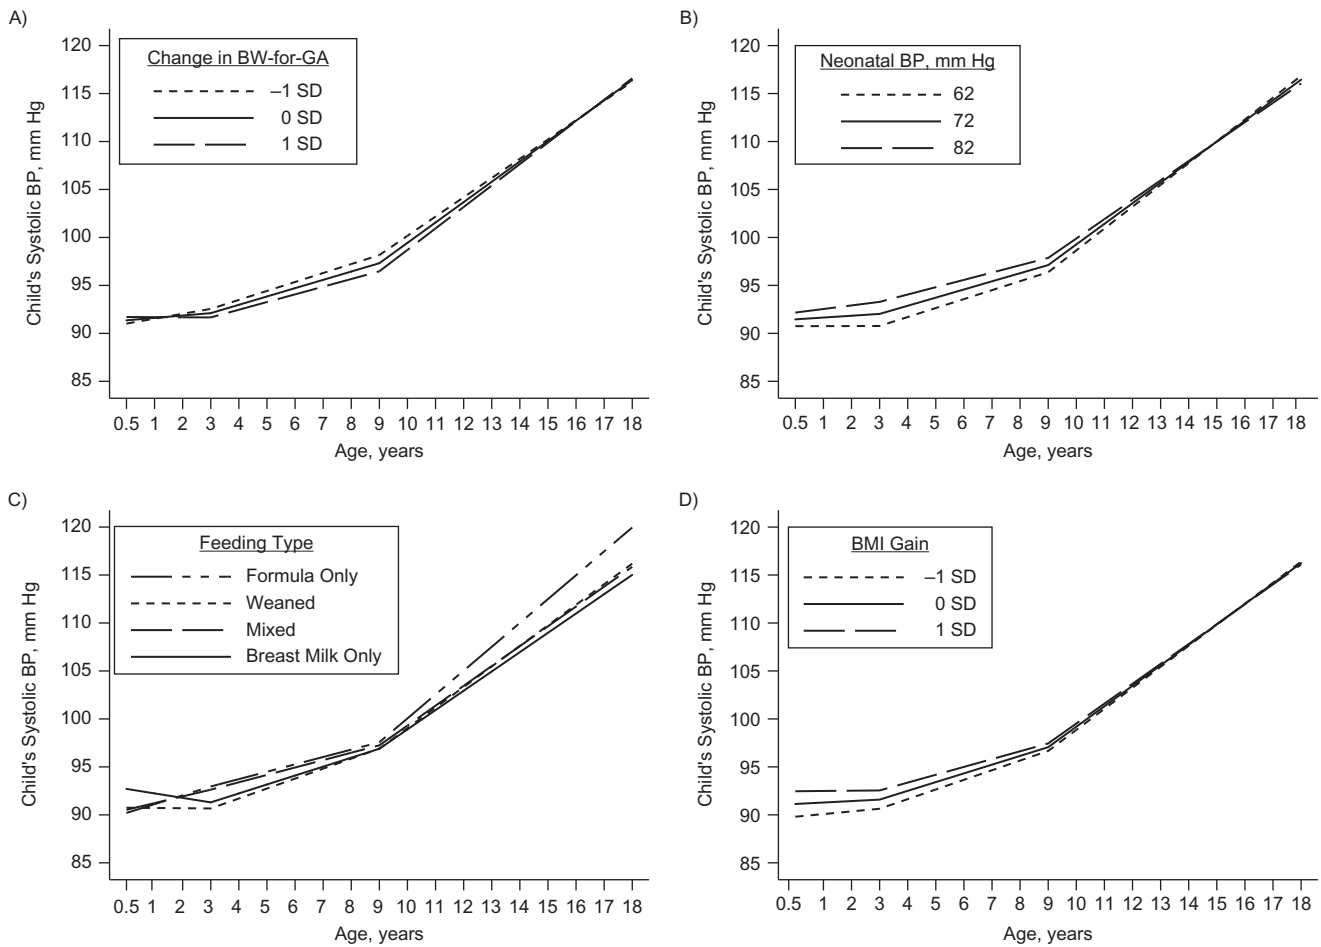 A)
Change in BW-for-GA
–1 SD
0 SD
1 SD
Child's Systolic BP, mm Hg
120
115
110
105
100
95
90
85
0.5 1 2 3 4 5 6 7 8 9 10 11 12 13 14 15 16 17 18
Age, years
B)
Neonatal BP, mm Hg
62
72
82
Child's Systolic BP, mm Hg
120
115
110
105
100
95
90
85
0.5 1 2 3 4 5 6 7 8 9 10 11 12 13 14 15 16 17 18
Age, years
C)
Feeding Type
Formula Only
Weaned
Mixed
Breast Milk Only
Child's Systolic BP, mm Hg
120
115
110
105
100
95
90
85
0.5 1 2 3 4 5 6 7 8 9 10 11 12 13 14 15 16 17 18
Age, years
D)
BMI Gain
–1 SD
0 SD
1 SD
Child's Systolic BP, mm Hg
120
115
110
105
100
95
90
85
0.5 1 2 3 4 5 6 7 8 9 10 11 12 13 14 15 16 17 18
Age, years